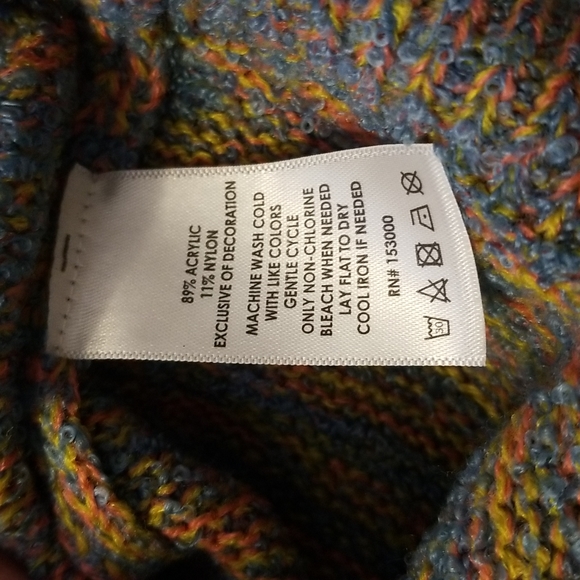 89% ACRYLIC
11% NYLON
EXCLUSIVE OF DECORATION
MACHINE WASH COLD
WITH LIKE COLORS
GENTLE CYCLE
ONLY NON-CHLORINE
BLEACH WHEN NEEDED
LAY FLAT TO DRY
COOL IRON IF NEEDED
RN# 153000
30